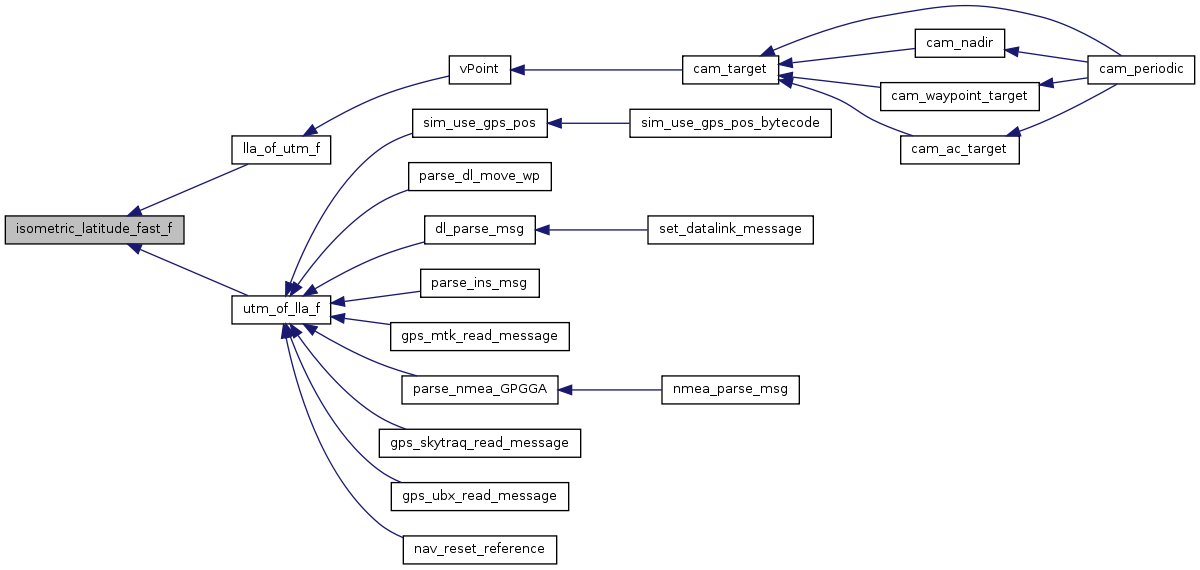 isometric_latitude_fast_f
lla_of_utm_f
vPoint
cam_target
cam_nadir
cam_waypoint_target
cam_ac_target
cam_periodic
utm_of_lla_f
sim_use_gps_pos
sim_use_gps_pos_bytecode
parse_dl_move_wp
dl_parse_msg
set_datalink_message
parse_ins_msg
gps_mtk_read_message
parse_nmea_GPGGA
nmea_parse_msg
gps_skytraq_read_message
gps_ubx_read_message
nav_reset_reference